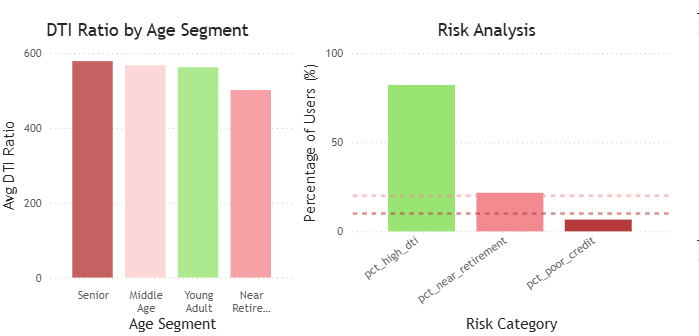 DTI Ratio by Age Segment
Avg DTI Ratio
600
400
200
0
Senior
Middle
Age
Young
Adult
Near
Retire...
Age Segment
Risk Analysis
Percentage of Users (%)
100
50
0
pct_high_dti
pct_near_retirement
pct_poor_credit
Risk Category